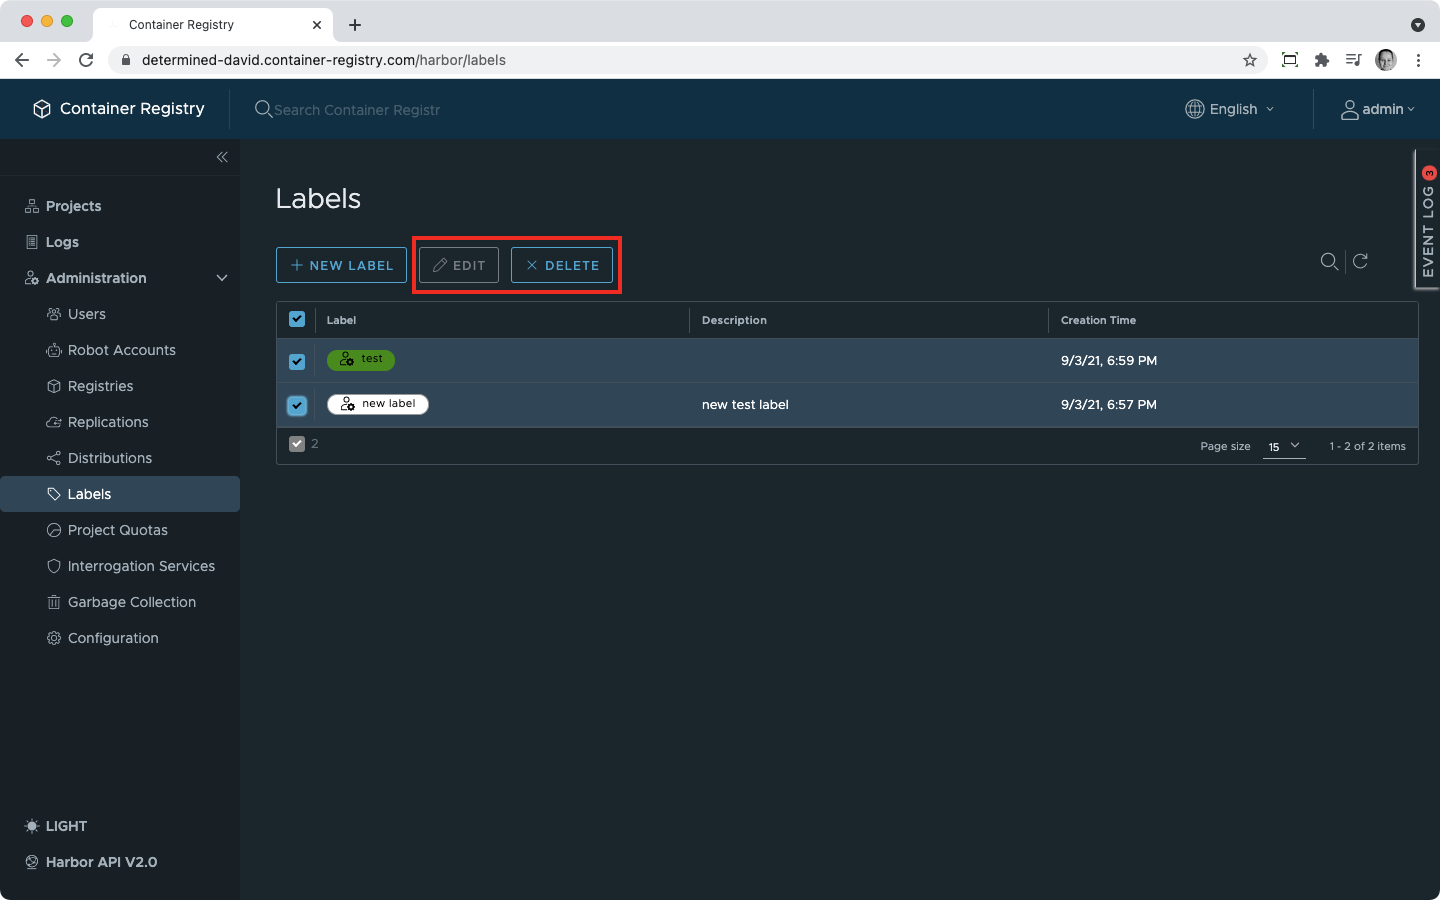 Container Registry
determined-david.container-registry.com/harbor/labels
Container Registry
Search Container Registr
English
admin
EVENT LOG 3
Projects
Logs
Administration
Users
Robot Accounts
Registries
Replications
Distributions
Labels
Project Quotas
Interrogation Services
Garbage Collection
Configuration
LIGHT
Harbor API V2.0
Labels
NEW LABEL EDIT DELETE
Label Description Creation Time
test 9/3/21, 6:59 PM
new label new test label 9/3/21, 6:57 PM
2 Page size 15 1 - 2 of 2 items